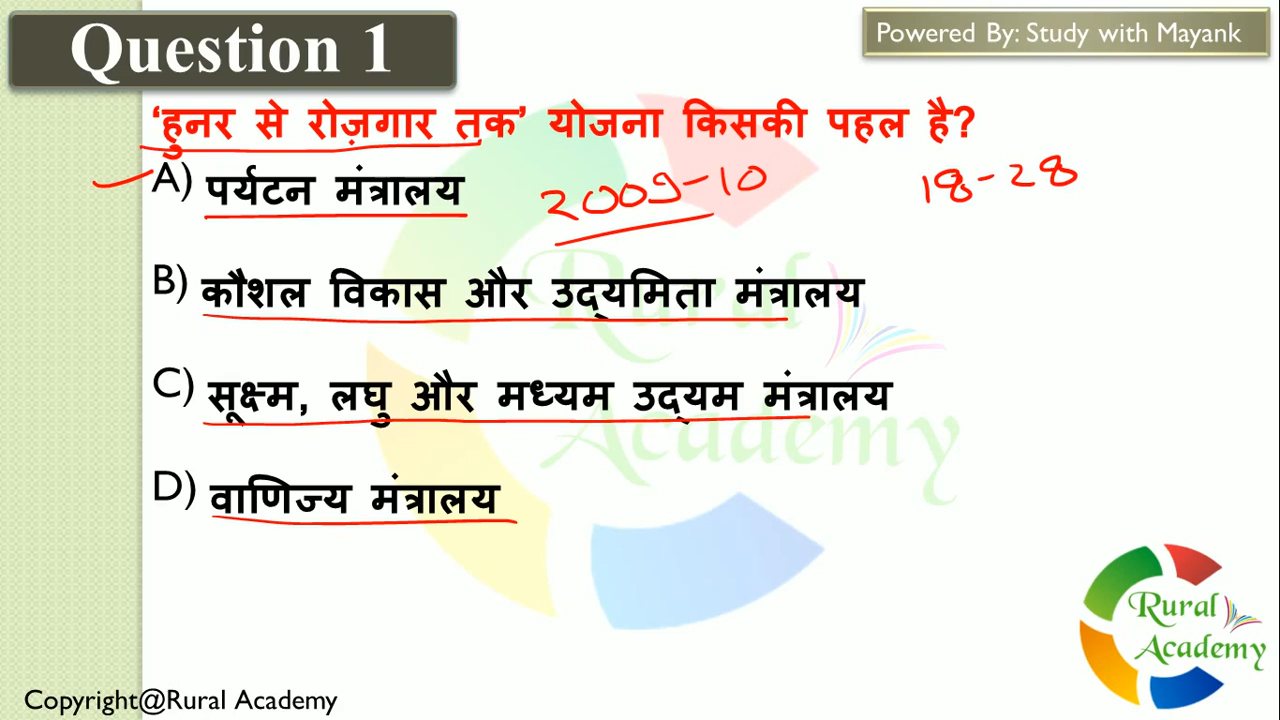 Question 1
Powered By: Study with Mayank
'हुनर से रोज़गार तक' योजना किसकी पहल है?
A) पर्यटन मंत्रालय
2009-10
18-28
B) कौशल विकास और उद्यमिता मंत्रालय
C) सूक्ष्म, लघु और मध्यम उद्यम मंत्रालय
D) वाणिज्य मंत्रालय
Rural
Academy
Rural
Academy
Copyright@Rural Academy